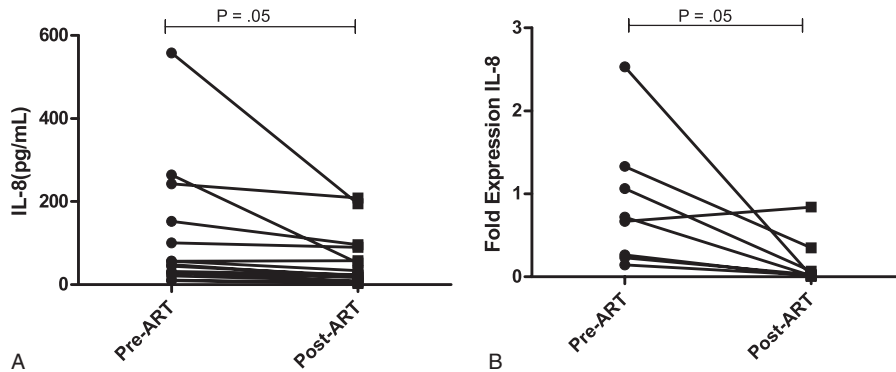 P = .05
600
400
200
0
IL-8(pg/mL)
Pre-ART
Post-ART
A
P = .05
3
2
1
0
Fold Expression IL-8
Pre-ART
Post-ART
B